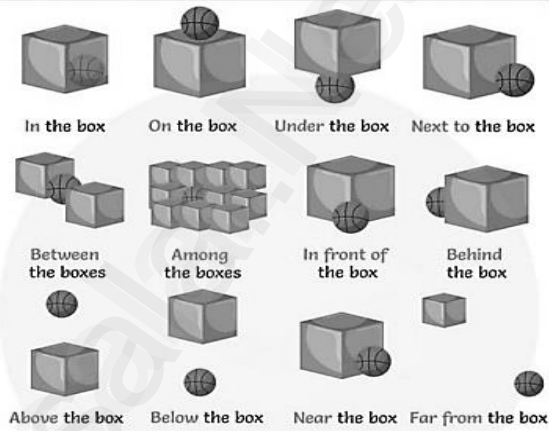 In the box On the box Under the box Next to the box
Between the boxes
Among the boxes
In front of the box
Behind the box
Above the box Below the box Near the box Far from the box